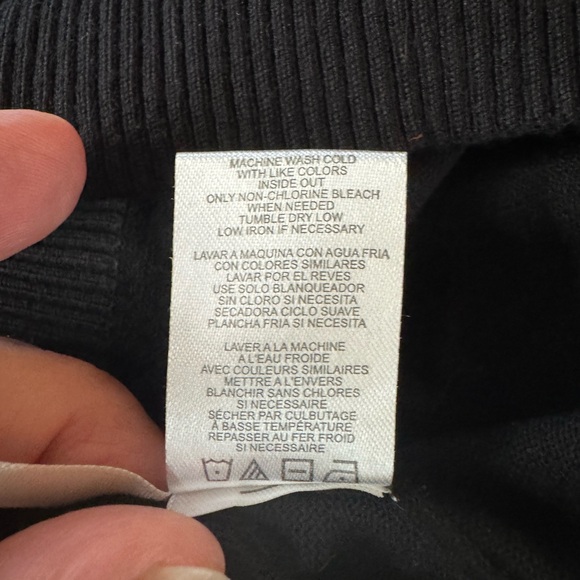 MACHINE WASH COLD
WITH LIKE COLORS
INSIDE OUT
ONLY NON-CHLORINE BLEACH
WHEN NEEDED
TUMBLE DRY LOW
LOW IRON IF NECESSARY
LAVAR A MAQUINA CON AGUA FRIA
CON COLORES SIMILARES
LAVAR POR EL REVES
USE SOLO BLANQUEADOR
SIN CLORO SI NECESITA
SECADORA CICLO SUAVE
PLANCHA FRIA SI NECESITA
LAVER A LA MACHINE
A L'EAU FROIDE
AVEC COULEURS SIMILAIRES
METTRE A L'ENVERS
BLANCHIR SANS CHLORES
SI NECESSAIRE
SÉCHER PAR CULBUTAGE
À BASSE TEMPÉRATURE
REPASSER AU FER FROID
SI NECESSAIRE